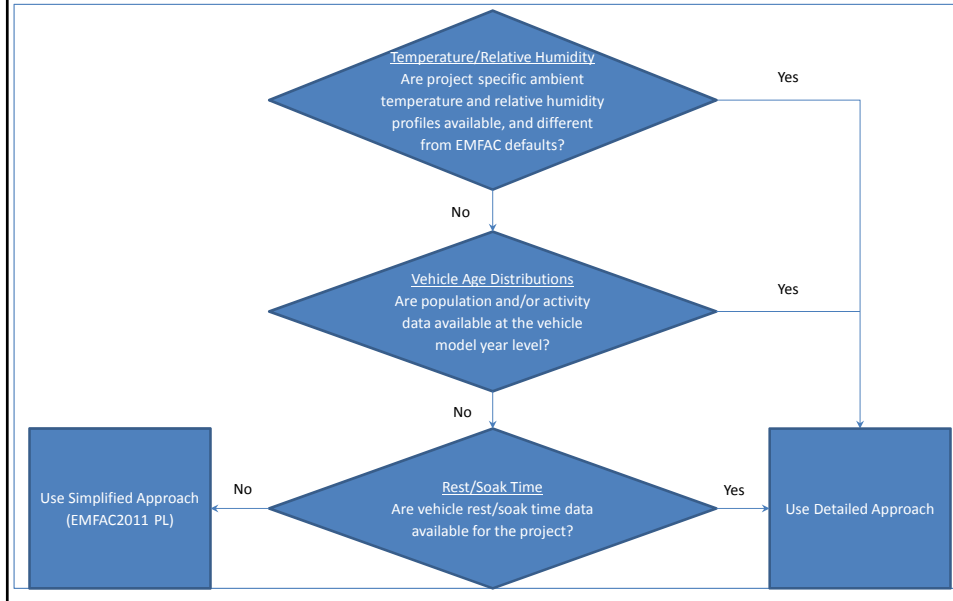 Temperature/Relative Humidity
Are project specific ambient
temperature and relative humidity
profiles available, and different
from EMFAC defaults?
Yes
No
Vehicle Age Distributions
Are population and/or activity
data available at the vehicle
model year level?
Yes
No
Use Simplified Approach
(EMFAC2011 PL)
No
Rest/Soak Time
Are vehicle rest/soak time data
available for the project?
Yes
Use Detailed Approach